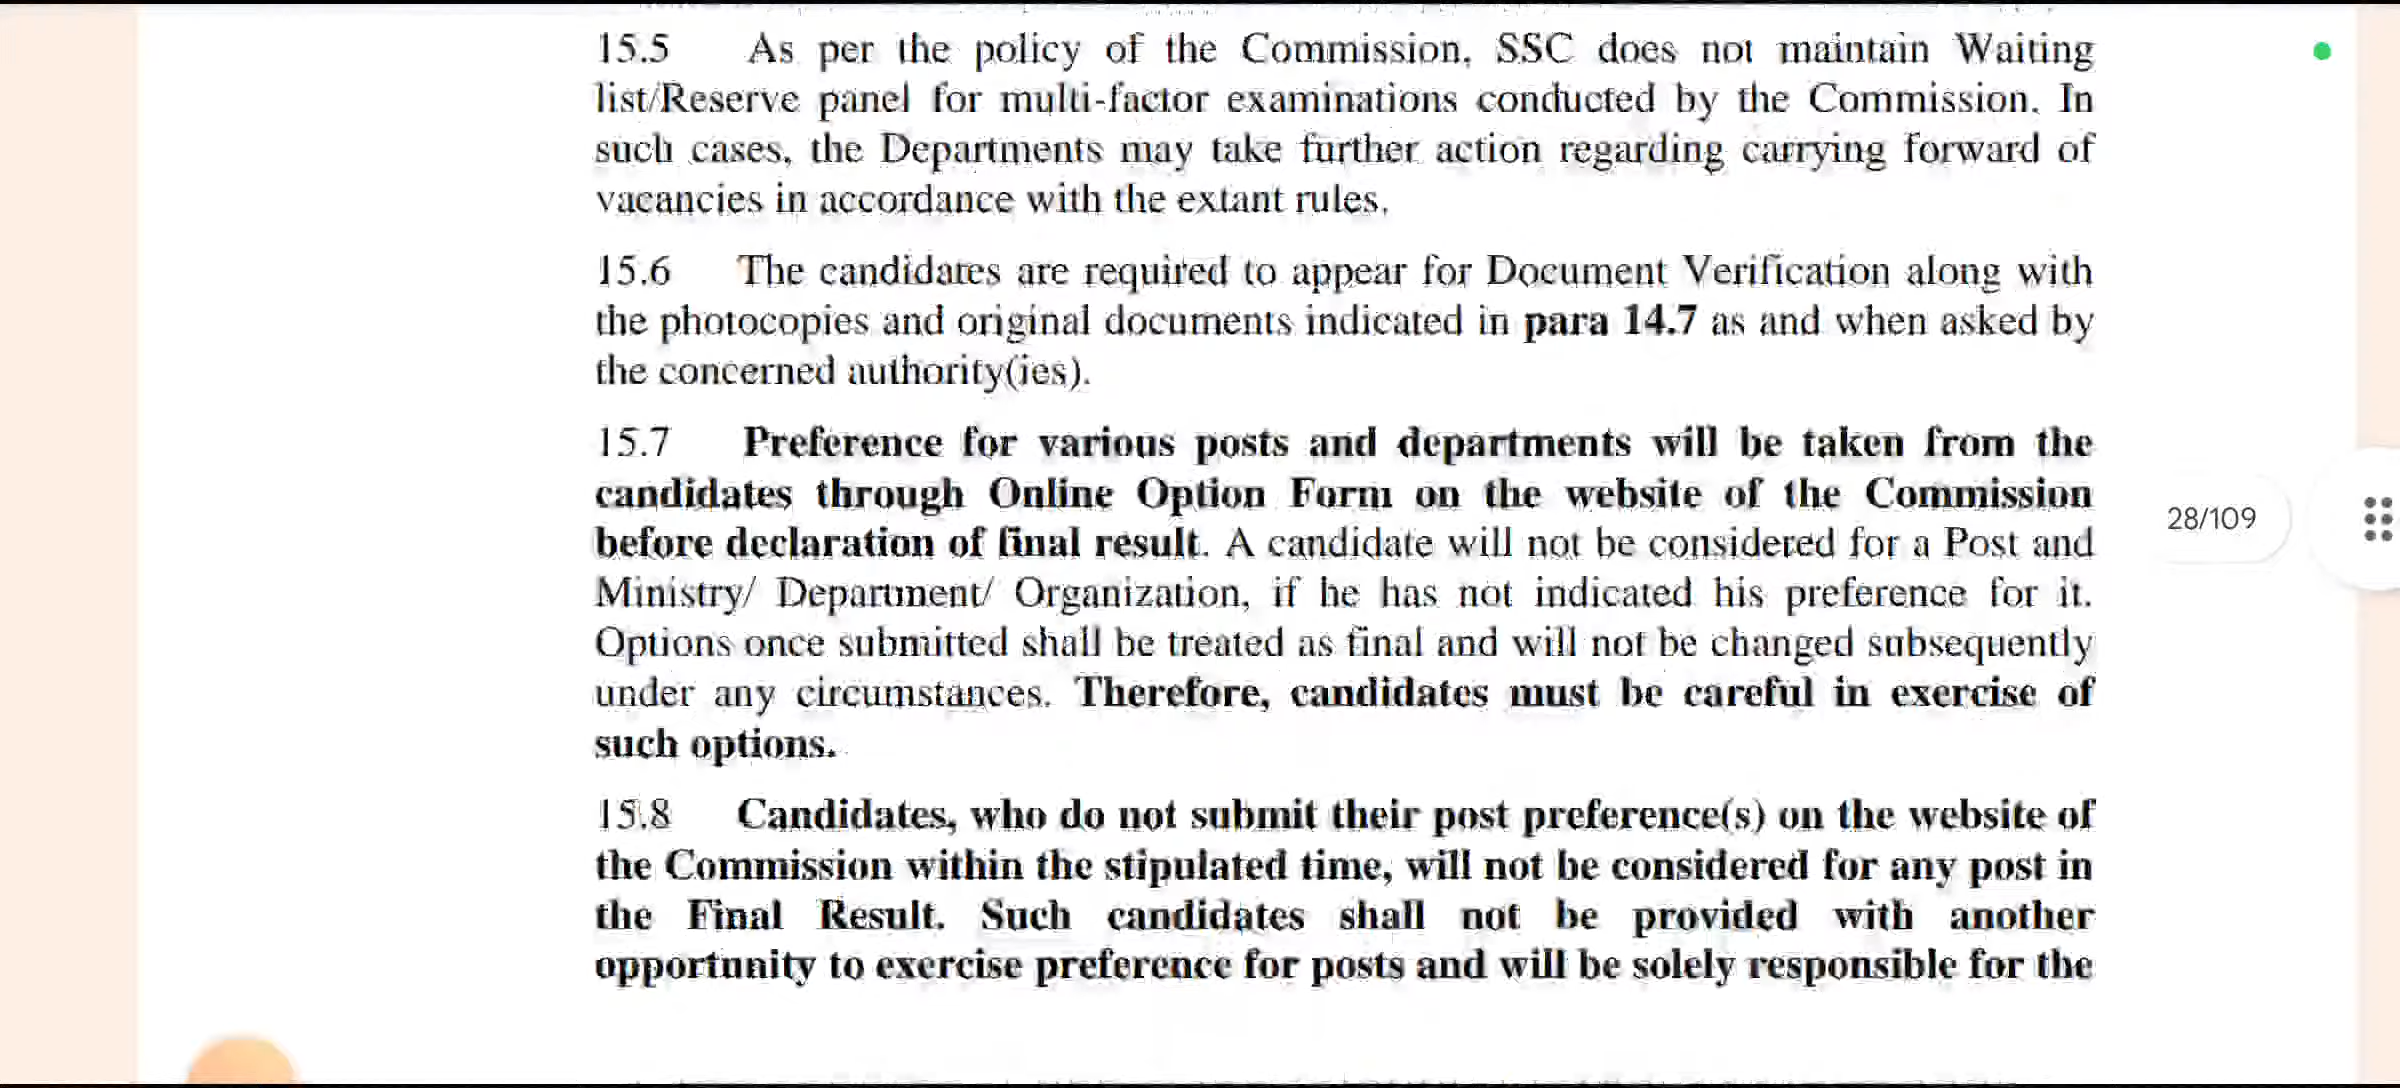 15.5 As per the policy of the Commission, SSC does not maintain Waiting
list/Reserve panel for multi-factor examinations conducted by the Commission. In
such cases, the Departments may take further action regarding carrying forward of
vacancies in accordance with the extant rules.
15.6 The candidates are required to appear for Document Verification along with
the photocopies and original documents indicated in para 14.7 as and when asked by
the concerned authority(ies).
15.7 Preference for various posts and departments will be taken from the
candidates through Online Option Form on the website of the Commission
before declaration of final result. A candidate will not be considered for a Post and
Ministry/ Department/ Organization, if he has not indicated his preference for it.
Options once submitted shall be treated as final and will not be changed subsequently
under any circumstances. Therefore, candidates must be careful in exercise of
such options.
15.8 Candidates, who do not submit their post preference(s) on the website of
the Commission within the stipulated time, will not be considered for any post in
the Final Result. Such candidates shall not be provided with another
opportunity to exercise preference for posts and will be solely responsible for the
28/109